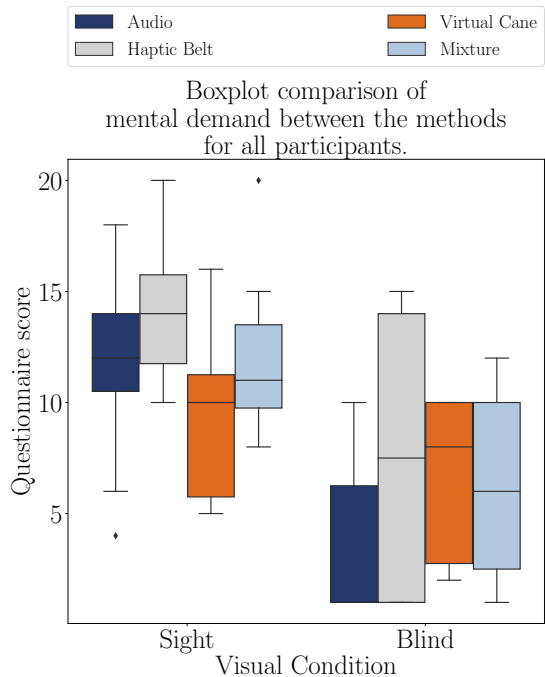 Audio
Haptic Belt
Virtual Cane
Mixture
Boxplot comparison of
mental demand between the methods
for all participants.
20
15
10
5
Questionnaire score
Sight
Blind
Visual Condition